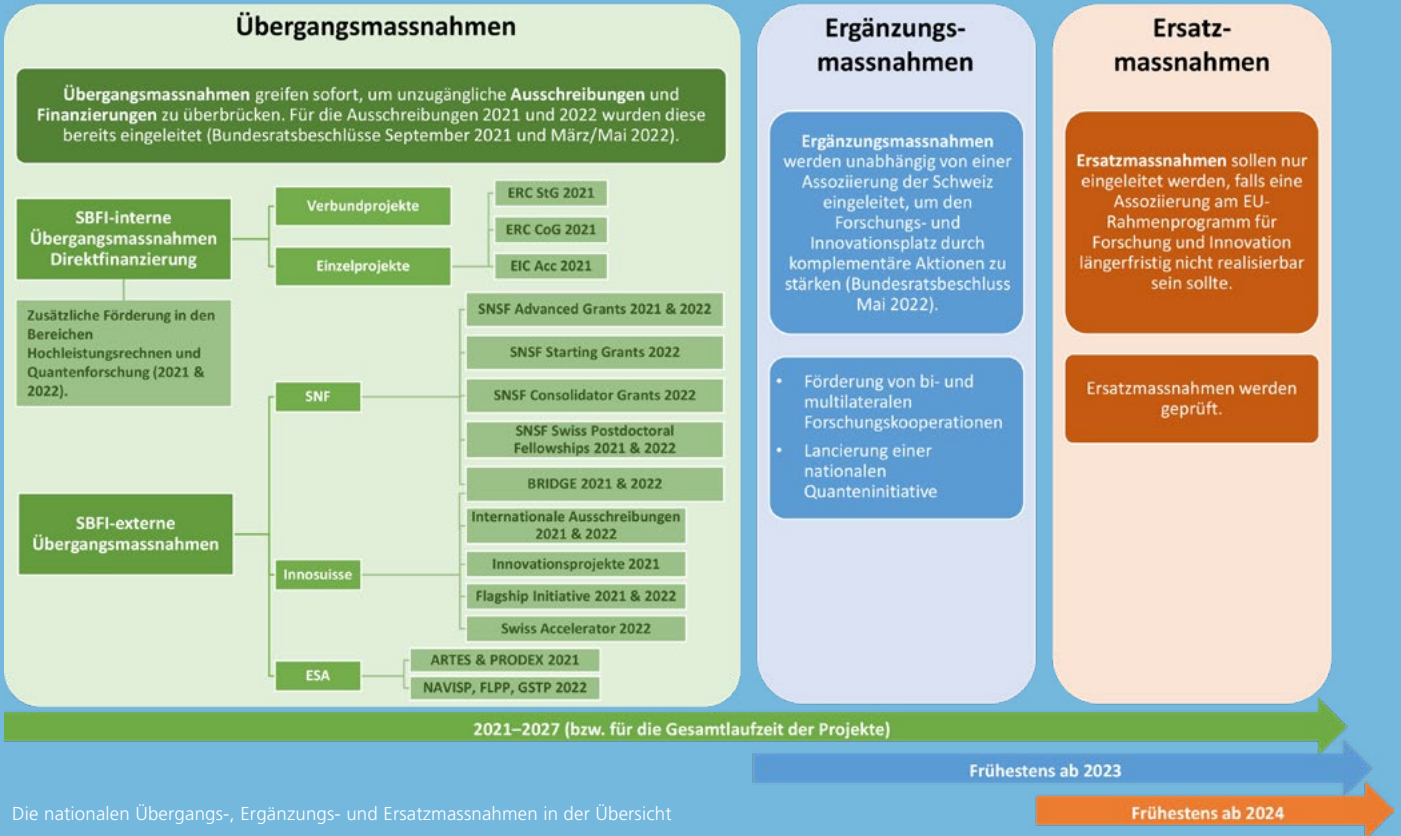 Übergangsmassnahmen
Übergangsmassnahmen greifen sofort, um unzugängliche Ausschreibungen und
Finanzierungen zu überbrücken. Für die Ausschreibungen 2021 und 2022 wurden diese
bereits eingeleitet (Bundesratsbeschlüsse September 2021 und März/Mai 2022).
SBFI-interne
Übergangsmassnahmen
Direktfinanzierung
Zusätzliche Förderung in den
Bereichen
Hochleistungsrechnen und
Quantenforschung (2021 &
2022).
Verbundprojekte
Einzelprojekte
ERC StG 2021
ERC CoG 2021
EIC Acc 2021
SBFI-externe
Übergangsmassnahmen
SNF
SNSF Advanced Grants 2021 & 2022
SNSF Starting Grants 2022
SNSF Consolidator Grants 2022
SNSF Swiss Postdoctoral
Fellowships 2021 & 2022
BRIDGE 2021 & 2022
Innosuisse
Internationale Ausschreibungen
2021 & 2022
Innovationsprojekte 2021
Flagship Initiative 2021 & 2022
Swiss Accelerator 2022
ESA
ARTES & PRODEX 2021
NAVISP, FLPP, GSTP 2022
Ergänzungs-
massnahmen
Ergänzungsmassnahmen
werden unabhängig von einer
Assoziierung der Schweiz
eingeleitet, um den
Forschungs- und
Innovationsplatz durch
komplementäre Aktionen zu
stärken (Bundesratsbeschluss
Mai 2022).
• Förderung von bi- und
multilateralen
Forschungskooperationen
• Lancierung einer
nationalen
Quanteninitiative
Ersatz-
massnahmen
Ersatzmassnahmen sollen nur
eingeleitet werden, falls eine
Assoziierung am EU-
Rahmenprogramm für
Forschung und Innovation
längerfristig nicht realisierbar
sein sollte.
Ersatzmassnahmen werden
geprüft.
2021–2027 (bzw. für die Gesamtlaufzeit der Projekte)
Frühestens ab 2023
Frühestens ab 2024
Die nationalen Übergangs-, Ergänzungs- und Ersatzmassnahmen in der Übersicht